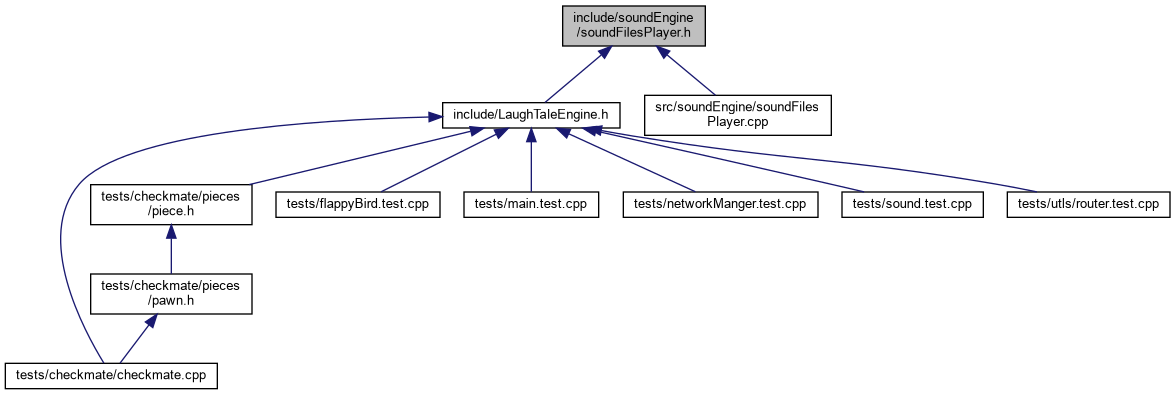 include/soundEngine
/soundFilesPlayer.h
include/LaughTaleEngine.h
src/soundEngine/soundFiles
Player.cpp
tests/checkmate/pieces
/piece.h
tests/flappyBird.test.cpp
tests/main.test.cpp
tests/networkManger.test.cpp
tests/sound.test.cpp
tests/utls/router.test.cpp
tests/checkmate/pieces
/pawn.h
tests/checkmate/checkmate.cpp